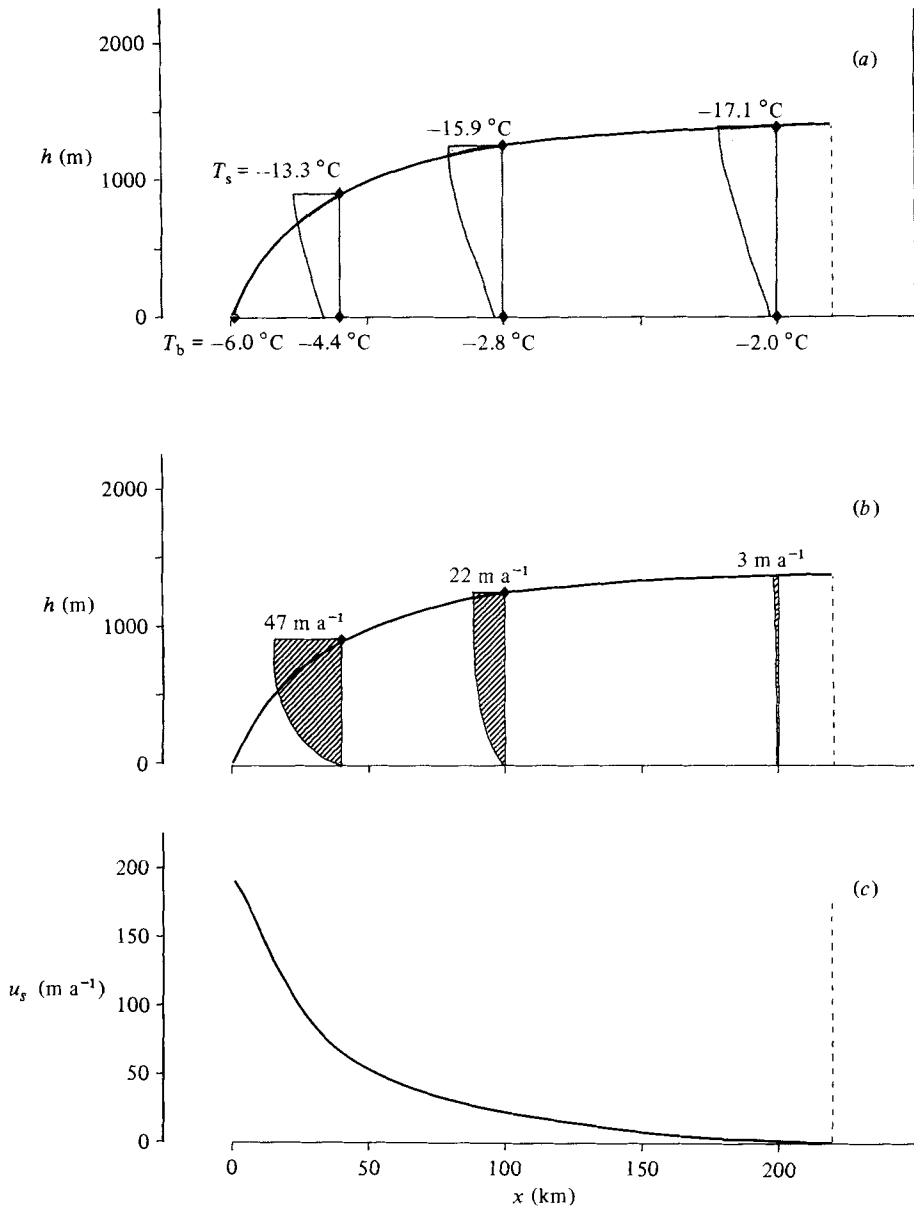 2000
(a)
−17.1 °C
−15.9 °C
h (m)
Tₛ = −−13.3 °C
1000
0
T_b = −6.0 °C −4.4 °C −2.8 °C −2.0 °C
2000
(b)
3 m a⁻¹
22 m a⁻¹
h (m)
47 m a⁻¹
1000
0
200
(c)
150
uₛ (m a⁻¹)
100
50
0
0 50 100 150 200
x (km)